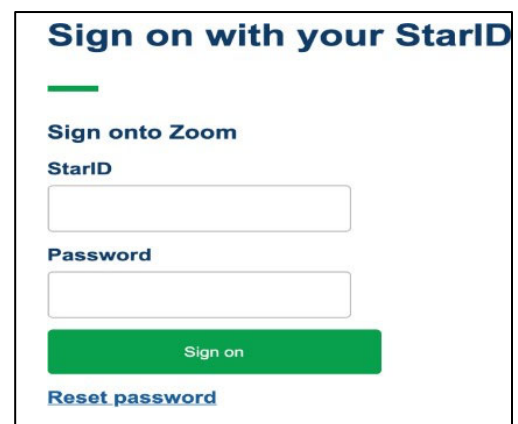 Sign on with your StarID
Sign onto Zoom
StarID
Password
Sign on
Reset password